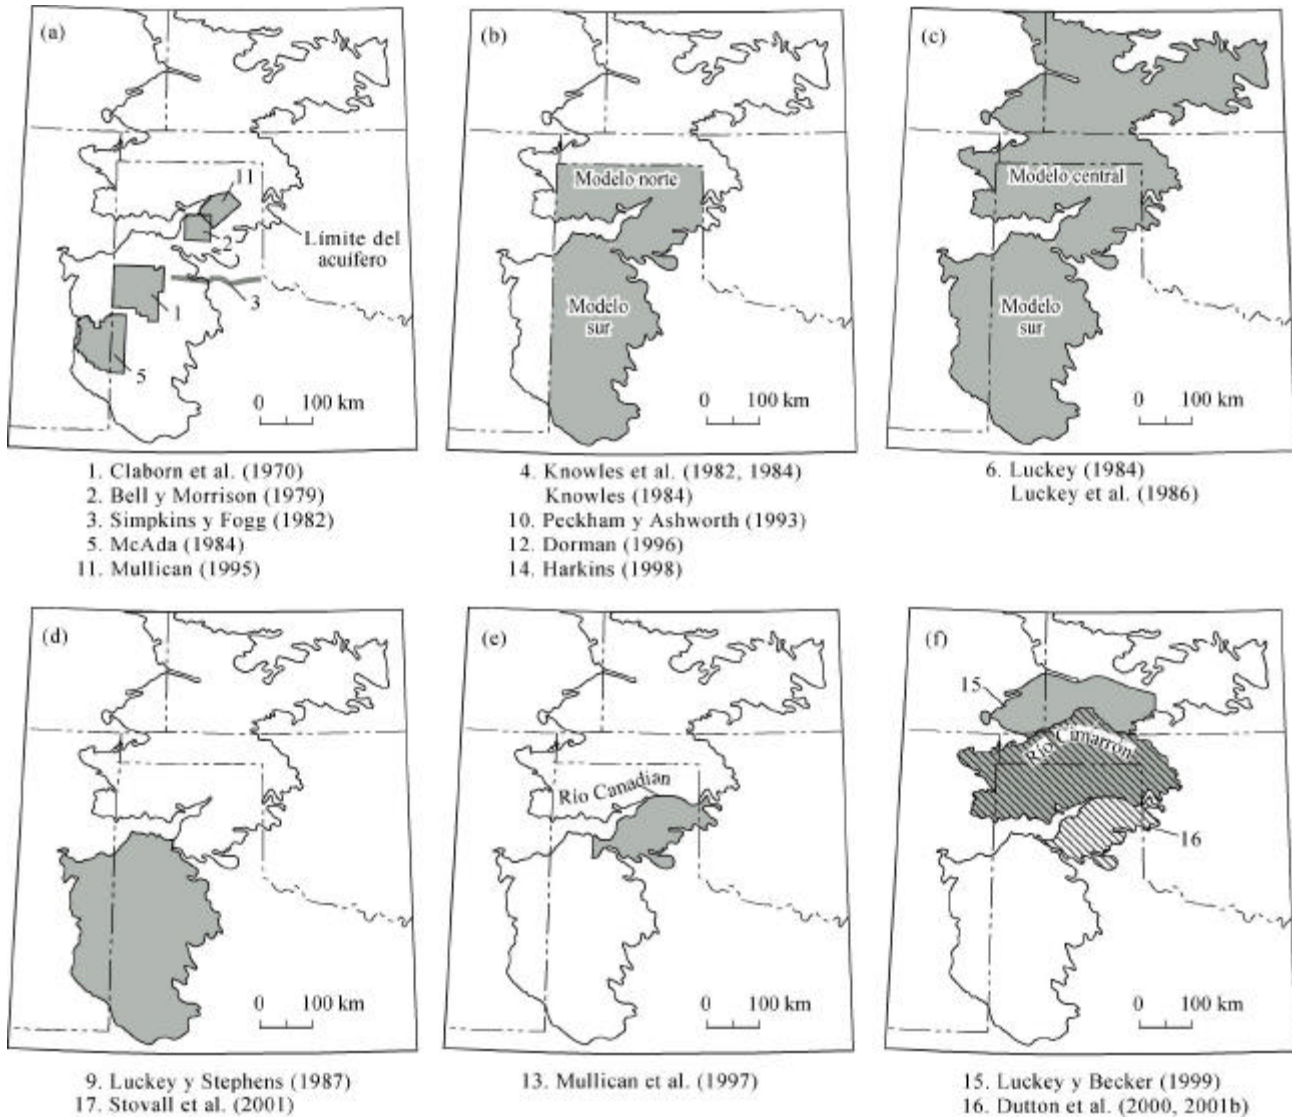 (a)
11
2
Límite del
acuífero
1
3
5
0 100 km
1. Claborn et al. (1970)
2. Bell y Morrison (1979)
3. Simpkins y Fogg (1982)
5. McAda (1984)
11. Mullican (1995)
(b)
Modelo norte
Modelo
sur
0 100 km
4. Knowles et al. (1982, 1984)
Knowles (1984)
10. Peckham y Ashworth (1993)
12. Dorman (1996)
14. Harkins (1998)
(c)
Modelo central
Modelo
sur
0 100 km
6. Luckey (1984)
Luckey et al. (1986)
(d)
0 100 km
9. Luckey y Stephens (1987)
17. Stovall et al. (2001)
(e)
Río Canadian
0 100 km
13. Mullican et al. (1997)
(f)
15
Río Cimarron
16
0 100 km
15. Luckey y Becker (1999)
16. Dutton et al. (2000, 2001b)